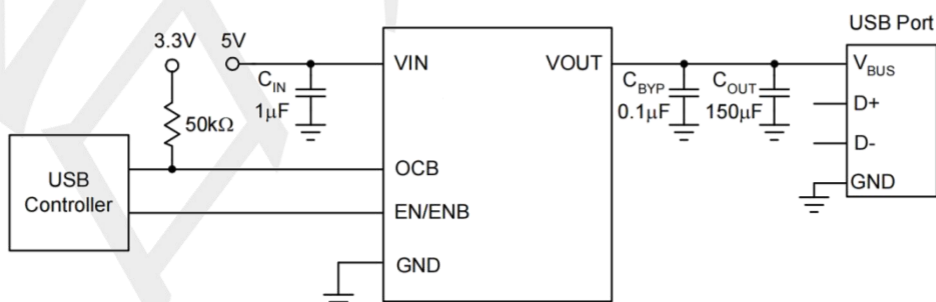 USB Port
3.3V 5V
VIN VOUT
C_IN
1μF
C_BYP
0.1μF
C_OUT
150μF
V_BUS
D+
D-
GND
50kΩ
USB
Controller
OCB
EN/ENB
GND